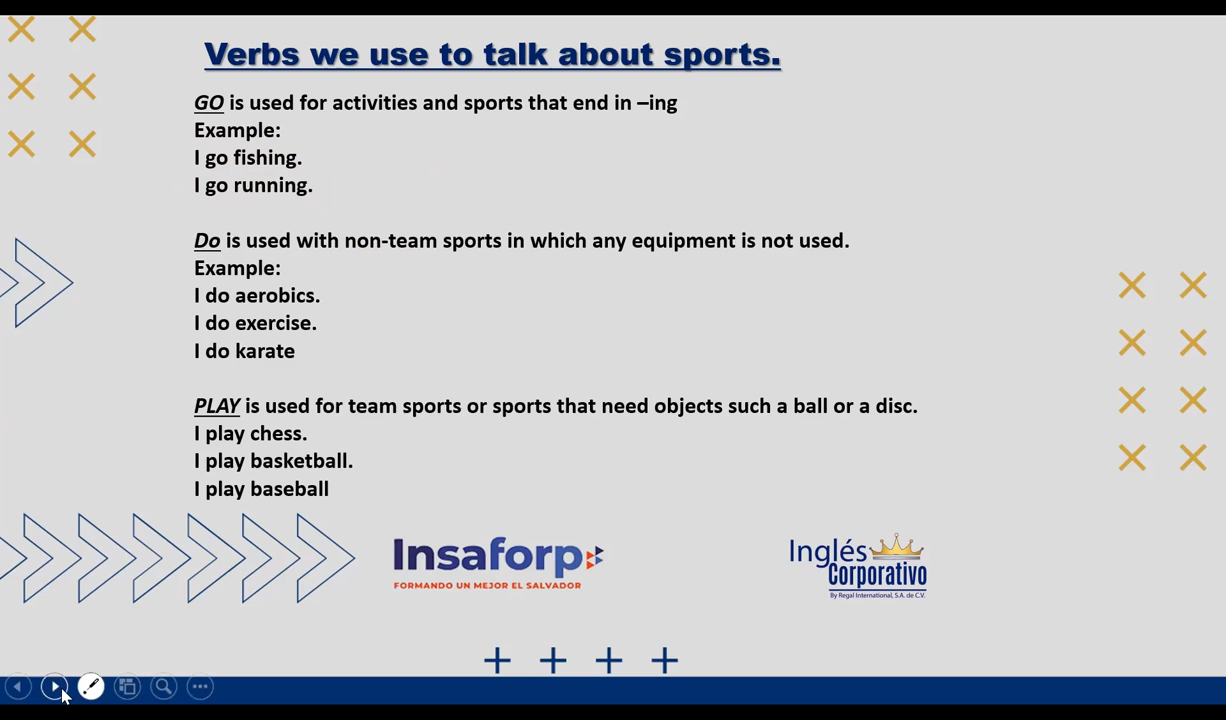 Verbs we use to talk about sports.
GO is used for activities and sports that end in –ing
Example:
I go fishing.
I go running.
Do is used with non-team sports in which any equipment is not used.
Example:
I do aerobics.
I do exercise.
I do karate
PLAY is used for team sports or sports that need objects such a ball or a disc.
I play chess.
I play basketball.
I play baseball
Insaforp
FORMANDO UN MEJOR EL SALVADOR
Inglés
Corporativo
By Regal International, S.A. de C.V.